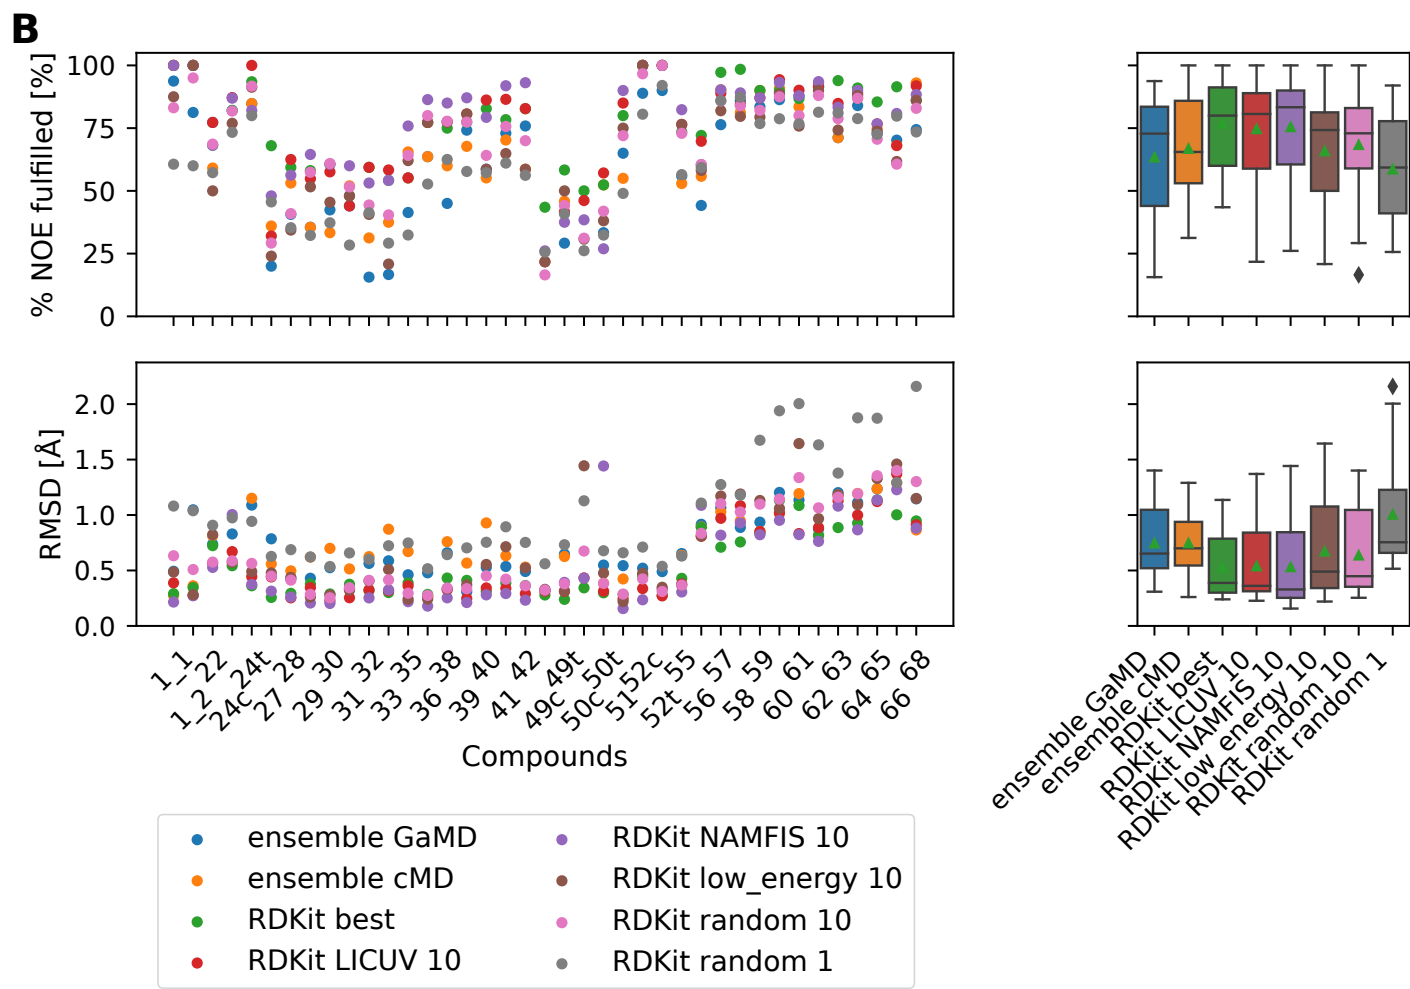 B
% NOE fulfilled [%]
100
75
50
25
0
RMSD [Å]
2.0
1.5
1.0
0.5
0.0
1_1
1_2
22
24c
24t
27
28
29
30
31
32
33
35
36
38
39
40
41
42
49c
49t
50c
50t
51
52c
52t
55
56
57
58
59
60
61
62
63
64
65
66
68
Compounds
ensemble GaMD
ensemble cMD
RDKit best
RDKit LICUV 10
RDKit NAMFIS 10
RDKit low_energy 10
RDKit random 10
RDKit random 1
ensemble GaMD
ensemble cMD
RDKit best
RDKit LICUV 10
RDKit NAMFIS 10
RDKit low_energy 10
RDKit random 10
RDKit random 1